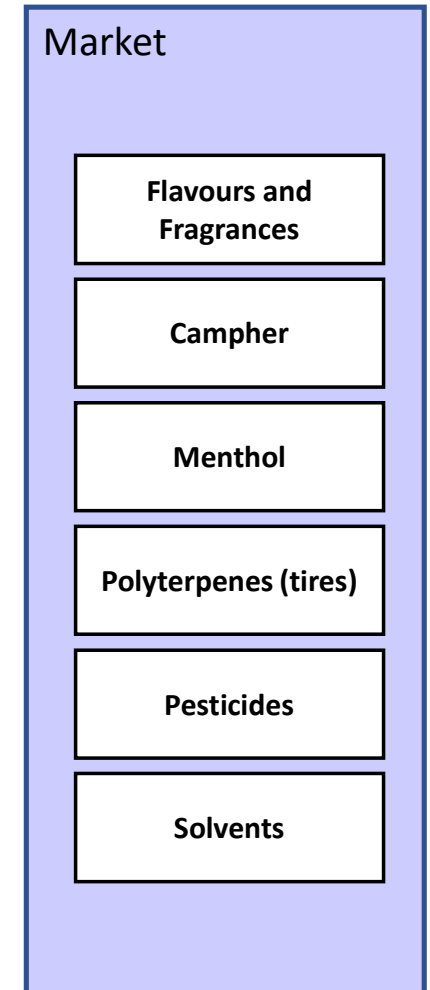 Market
Flavours and
Fragrances
Campher
Menthol
Polyterpenes (tires)
Pesticides
Solvents